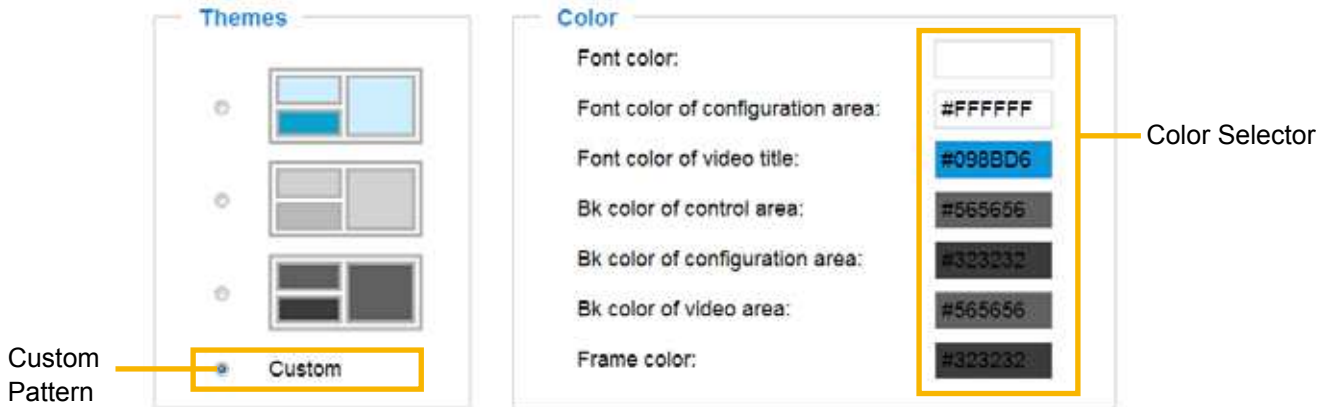 Themes
Color
Font color:
Font color of configuration area: #FFFFFF
Font color of video title: #098BD6
Bk color of control area: #565656
Bk color of configuration area: #323232
Bk color of video area: #565656
Frame color: #323232
Color Selector
Custom
Custom
Pattern